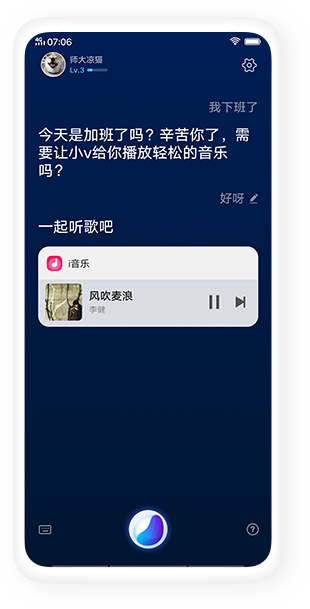 4G 07:06
师大凉猫
Lv.3
我下班了
今天是加班了吗？辛苦你了，需
要让小v给你播放轻松的音乐
吗？
好呀
一起听歌吧
i音乐
风吹麦浪
李健